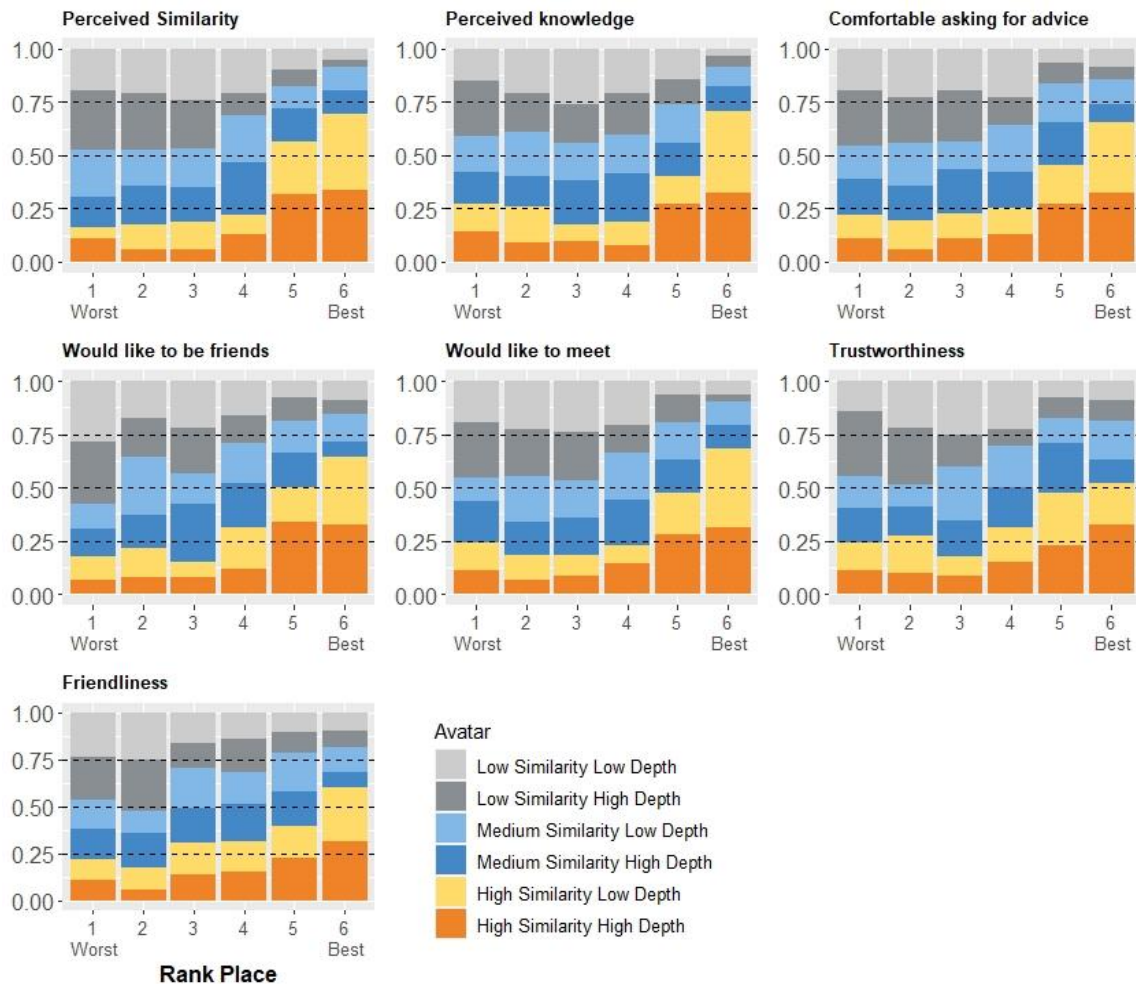 Perceived Similarity
1.00
0.75
0.50
0.25
0.00
1 2 3 4 5 6
Worst Best
Perceived knowledge
1.00
0.75
0.50
0.25
0.00
1 2 3 4 5 6
Worst Best
Comfortable asking for advice
1.00
0.75
0.50
0.25
0.00
1 2 3 4 5 6
Worst Best
Would like to be friends
1.00
0.75
0.50
0.25
0.00
1 2 3 4 5 6
Worst Best
Would like to meet
1.00
0.75
0.50
0.25
0.00
1 2 3 4 5 6
Worst Best
Trustworthiness
1.00
0.75
0.50
0.25
0.00
1 2 3 4 5 6
Worst Best
Friendliness
1.00
0.75
0.50
0.25
0.00
1 2 3 4 5 6
Worst Best
Rank Place
Avatar
Low Similarity Low Depth
Low Similarity High Depth
Medium Similarity Low Depth
Medium Similarity High Depth
High Similarity Low Depth
High Similarity High Depth